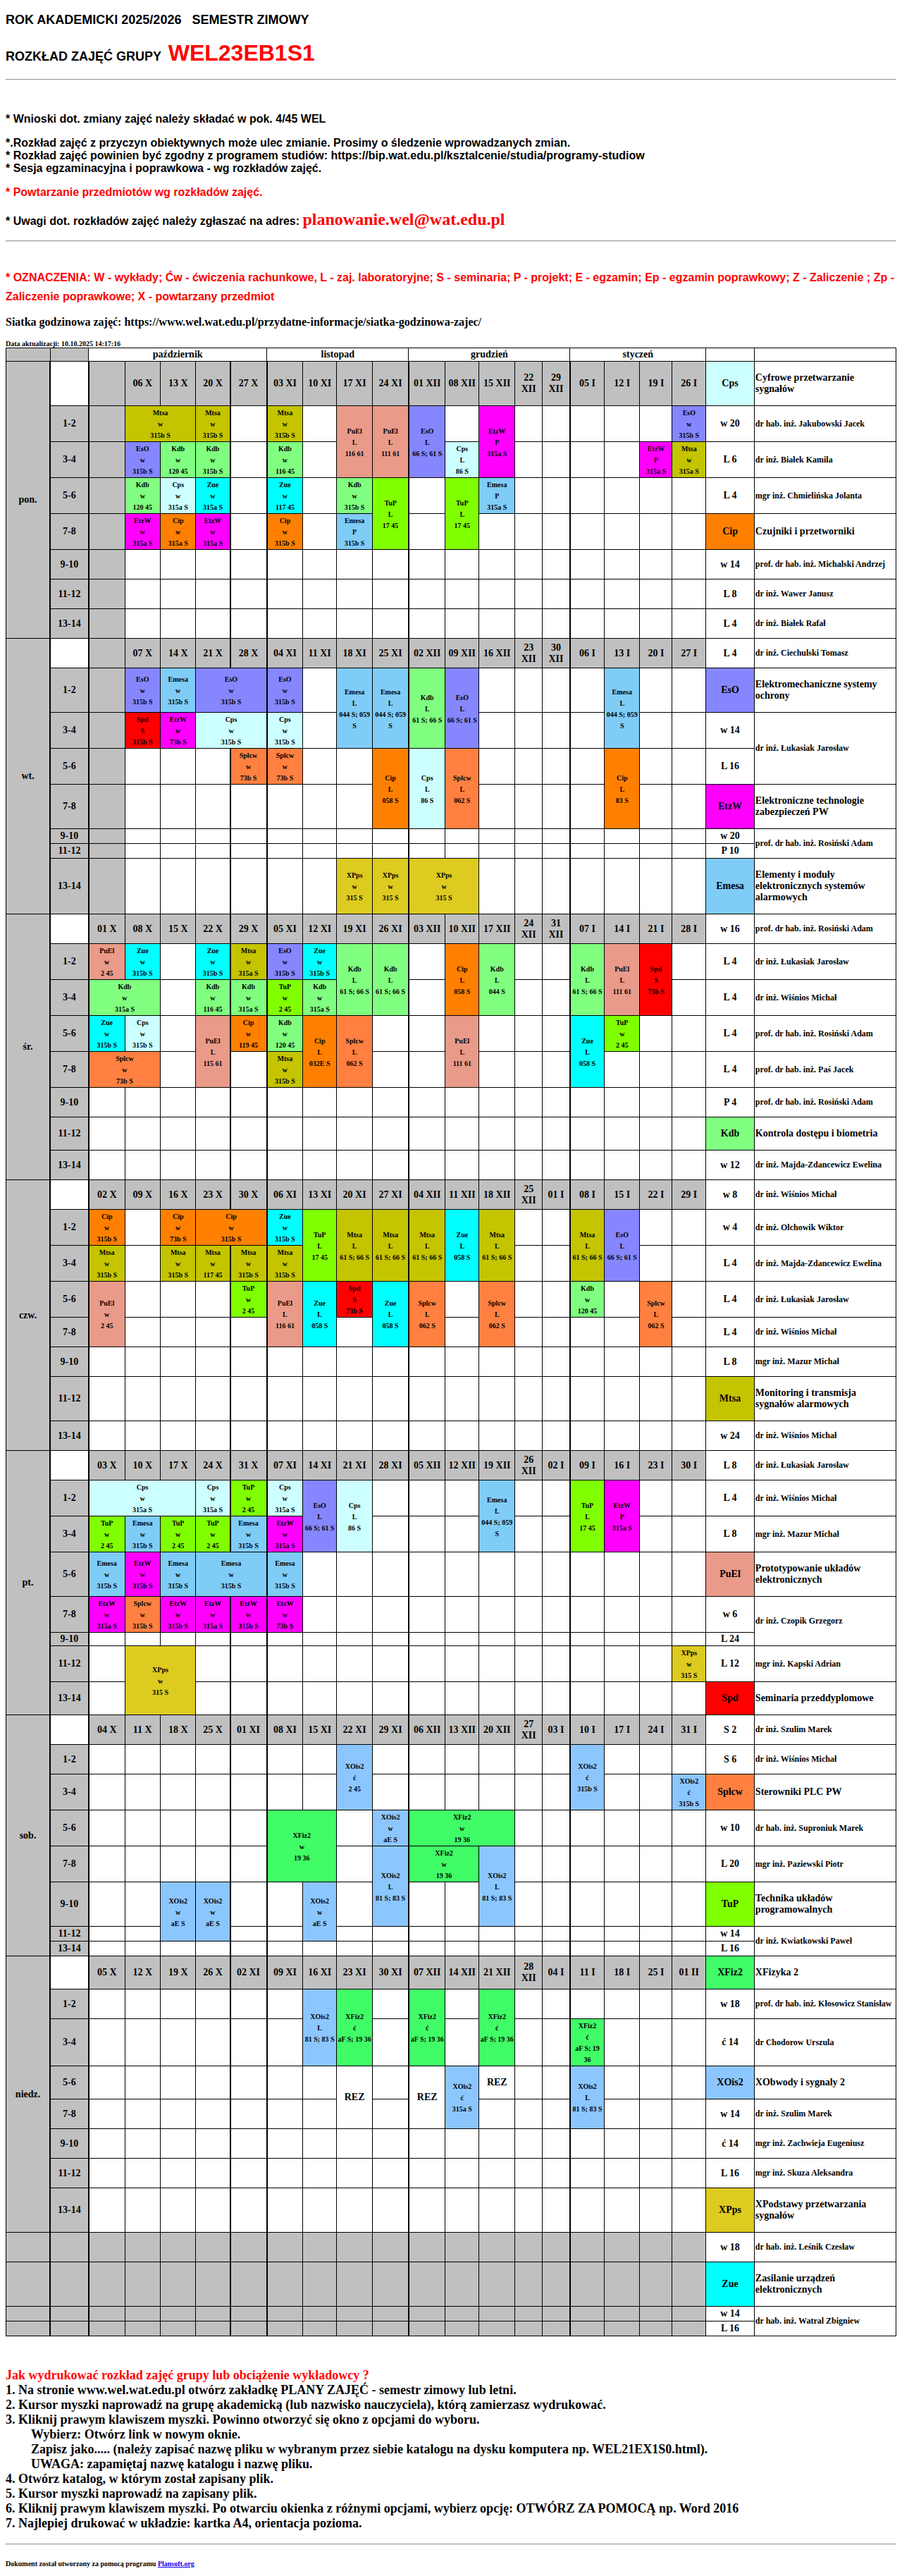 ROK AKADEMICKI 2025/2026 SEMESTR ZIMOWY
ROZKŁAD ZAJĘĆ GRUPY WEL23EB1S1
* Wnioski dot. zmiany zajęć należy składać w pok. 4/45 WEL
*.Rozkład zajęć z przyczyn obiektywnych może ulec zmianie. Prosimy o śledzenie wprowadzanych zmian.
* Rozkład zajęć powinien być zgodny z programem studiów: https://bip.wat.edu.pl/ksztalcenie/studia/programy-studiow
* Sesja egzaminacyjna i poprawkowa - wg rozkładów zajęć.
* Powtarzanie przedmiotów wg rozkładów zajęć.
* Uwagi dot. rozkładów zajęć należy zgłaszać na adres: planowanie.wel@wat.edu.pl
* OZNACZENIA: W - wykłady; Ćw - ćwiczenia rachunkowe, L - zaj. laboratoryjne; S - seminaria; P - projekt; E - egzamin; Ep - egzamin poprawkowy; Z - Zaliczenie ; Zp -
Zaliczenie poprawkowe; X - powtarzany przedmiot
Siatka godzinowa zajęć: https://www.wel.wat.edu.pl/przydatne-informacje/siatka-godzinowa-zajec/
Data aktualizacji: 10.10.2025 14:17:16
październik listopad grudzień styczeń
pon. 06 X 13 X 20 X 27 X 03 XI 10 XI 17 XI 24 XI 01 XII 08 XII 15 XII 22 XII 29 XII 05 I 12 I 19 I 26 I Cps Cyfrowe przetwarzanie sygnałów
1-2 Mtsa w 315b S Mtsa w 315b S Mtsa w 315b S PuEl L 116 61 PuEl L 111 61 EsO L 66 S; 61 S EtzW P 315a S EsO w 315b S w 20 dr hab. inż. Jakubowski Jacek
3-4 EsO w 315b S Kdb w 120 45 Kdb w 315b S Kdb w 116 45 Cps L 86 S EtzW P 315a S Mtsa w 315a S L 6 dr inż. Białek Kamila
5-6 Kdb w 120 45 Cps w 315a S Zue w 315a S Zue w 117 45 Kdb w 315b S TuP L 17 45 TuP L 17 45 Emesa P 315a S L 4 mgr inż. Chmielińska Jolanta
7-8 EtzW w 315a S Cip w 315a S EtzW w 315a S Cip w 315b S Emesa P 315b S Cip Czujniki i przetworniki
9-10 w 14 prof. dr hab. inż. Michalski Andrzej
11-12 L 8 dr inż. Wawer Janusz
13-14 L 4 dr inż. Białek Rafał
wt. 07 X 14 X 21 X 28 X 04 XI 11 XI 18 XI 25 XI 02 XII 09 XII 16 XII 23 XII 30 XII 06 I 13 I 20 I 27 I L 4 dr inż. Ciechulski Tomasz
1-2 EsO w 315b S Emesa w 315b S EsO w 315b S EsO w 315b S Emesa L 044 S; 059 S Emesa L 044 S; 059 S Kdb L 61 S; 66 S EsO L 66 S; 61 S Emesa L 044 S; 059 S EsO Elektromechaniczne systemy ochrony
3-4 Spd S 315b S EtzW w 73b S Cps w 315b S Cps w 315b S w 14 dr inż. Łukasiak Jarosław
5-6 Splcw w 73b S Splcw w 73b S Cip L 058 S Cps L 86 S Splcw L 062 S Cip L 83 S L 16
7-8 EtzW Elektroniczne technologie zabezpieczeń PW
9-10 w 20 prof. dr hab. inż. Rosiński Adam
11-12 P 10
13-14 XPps w 315 S XPps w 315 S XPps w 315 S Emesa Elementy i moduły elektronicznych systemów alarmowych
śr. 01 X 08 X 15 X 22 X 29 X 05 XI 12 XI 19 XI 26 XI 03 XII 10 XII 17 XII 24 XII 31 XII 07 I 14 I 21 I 28 I w 16 prof. dr hab. inż. Rosiński Adam
1-2 PuEl w 2 45 Zue w 315b S Zue w 315b S Mtsa w 315a S EsO w 315b S Zue w 315b S Kdb L 61 S; 66 S Kdb L 61 S; 66 S Cip L 058 S Kdb L 044 S Kdb L 61 S; 66 S PuEl L 111 61 Spd S 73b S L 4 dr inż. Łukasiak Jarosław
3-4 Kdb w 315a S Kdb w 116 45 Kdb w 315a S TuP w 2 45 Kdb w 315a S L 4 dr inż. Wiśnios Michał
5-6 Zue w 315b S Cps w 315b S PuEl L 115 61 Cip w 119 45 Kdb w 120 45 Cip L 032E S Splcw L 062 S PuEl L 111 61 Zue L 058 S TuP w 2 45 L 4 prof. dr hab. inż. Rosiński Adam
7-8 Splcw w 73b S Mtsa w 315b S L 4 prof. dr hab. inż. Paś Jacek
9-10 P 4 prof. dr hab. inż. Rosiński Adam
11-12 Kdb Kontrola dostępu i biometria
13-14 w 12 dr inż. Majda-Zdancewicz Ewelina
czw. 02 X 09 X 16 X 23 X 30 X 06 XI 13 XI 20 XI 27 XI 04 XII 11 XII 18 XII 25 XII 01 I 08 I 15 I 22 I 29 I w 8 dr inż. Wiśnios Michał
1-2 Cip w 315b S Cip w 73b S Cip w 315b S Zue w 315b S TuP L 17 45 Mtsa L 61 S; 66 S Mtsa L 61 S; 66 S Mtsa L 61 S; 66 S Zue L 058 S Mtsa L 61 S; 66 S Mtsa L 61 S; 66 S EsO L 66 S; 61 S w 4 dr inż. Olchowik Wiktor
3-4 Mtsa w 315b S Mtsa w 315b S Mtsa w 117 45 Mtsa w 315b S Mtsa w 315b S L 4 dr inż. Majda-Zdancewicz Ewelina
5-6 PuEl w 2 45 TuP w 2 45 PuEl L 116 61 Zue L 058 S Spd S 73b S Zue L 058 S Splcw L 062 S Splcw L 062 S Kdb w 120 45 Splcw L 062 S L 4 dr inż. Łukasiak Jarosław
7-8 L 4 dr inż. Wiśnios Michał
9-10 L 8 mgr inż. Mazur Michał
11-12 Mtsa Monitoring i transmisja sygnałów alarmowych
13-14 w 24 dr inż. Wiśnios Michał
pt. 03 X 10 X 17 X 24 X 31 X 07 XI 14 XI 21 XI 28 XI 05 XII 12 XII 19 XII 26 XII 02 I 09 I 16 I 23 I 30 I L 8 dr inż. Łukasiak Jarosław
1-2 Cps w 315a S Cps w 315a S TuP w 2 45 Cps w 315a S EsO L 66 S; 61 S Cps L 86 S Emesa L 044 S; 059 S TuP L 17 45 EtzW P 315a S L 4 dr inż. Wiśnios Michał
3-4 TuP w 2 45 Emesa w 315b S TuP w 2 45 TuP w 2 45 Emesa w 315b S EtzW w 315a S L 8 mgr inż. Mazur Michał
5-6 Emesa w 315b S EtzW w 315b S Emesa w 315b S Emesa w 315b S Emesa w 315b S PuEl Prototypowanie układów elektronicznych
7-8 EtzW w 315a S Splcw w 315b S EtzW w 315b S EtzW w 315a S EtzW w 315b S EtzW w 73b S w 6 dr inż. Czopik Grzegorz
9-10 L 24
11-12 XPps w 315 S XPps w 315 S L 12 mgr inż. Kapski Adrian
13-14 Spd Seminaria przeddyplomowe
sob. 04 X 11 X 18 X 25 X 01 XI 08 XI 15 XI 22 XI 29 XI 06 XII 13 XII 20 XII 27 XII 03 I 10 I 17 I 24 I 31 I S 2 dr inż. Szulim Marek
1-2 XOis2 ć 2 45 XOis2 ć 315b S S 6 dr inż. Wiśnios Michał
3-4 XOis2 ć 315b S Splcw Sterowniki PLC PW
5-6 XFiz2 w 19 36 XOis2 w aE S XFiz2 w 19 36 w 10 dr hab. inż. Suproniuk Marek
7-8 XOis2 L 81 S; 83 S XFiz2 w 19 36 XOis2 L 81 S; 83 S L 20 mgr inż. Paziewski Piotr
9-10 XOis2 w aE S XOis2 w aE S XOis2 w aE S TuP Technika układów programowalnych
11-12 w 14 dr inż. Kwiatkowski Paweł
13-14 L 16
niedz. 05 X 12 X 19 X 26 X 02 XI 09 XI 16 XI 23 XI 30 XI 07 XII 14 XII 21 XII 28 XII 04 I 11 I 18 I 25 I 01 II XFiz2 XFizyka 2
1-2 XOis2 L 81 S; 83 S XFiz2 ć aF S; 19 36 XFiz2 ć aF S; 19 36 XFiz2 ć aF S; 19 36 w 18 prof. dr hab. inż. Kłosowicz Stanisław
3-4 XFiz2 ć aF S; 19 36 ć 14 dr Chodorow Urszula
5-6 REZ REZ XOis2 ć 315a S REZ XOis2 L 81 S; 83 S XOis2 XObwody i sygnały 2
7-8 w 14 dr inż. Szulim Marek
9-10 ć 14 mgr inż. Zachwieja Eugeniusz
11-12 L 16 mgr inż. Skuza Aleksandra
13-14 XPps XPodstawy przetwarzania sygnałów
w 18 dr hab. inż. Leśnik Czesław
Zue Zasilanie urządzeń elektronicznych
w 14 dr hab. inż. Watral Zbigniew
L 16
Jak wydrukować rozkład zajęć grupy lub obciążenie wykładowcy ?
1. Na stronie www.wel.wat.edu.pl otwórz zakładkę PLANY ZAJĘĆ - semestr zimowy lub letni.
2. Kursor myszki naprowadź na grupę akademicką (lub nazwisko nauczyciela), którą zamierzasz wydrukować.
3. Kliknij prawym klawiszem myszki. Powinno otworzyć się okno z opcjami do wyboru.
Wybierz: Otwórz link w nowym oknie.
Zapisz jako..... (należy zapisać nazwę pliku w wybranym przez siebie katalogu na dysku komputera np. WEL21EX1S0.html).
UWAGA: zapamiętaj nazwę katalogu i nazwę pliku.
4. Otwórz katalog, w którym został zapisany plik.
5. Kursor myszki naprowadź na zapisany plik.
6. Kliknij prawym klawiszem myszki. Po otwarciu okienka z różnymi opcjami, wybierz opcję: OTWÓRZ ZA POMOCĄ np. Word 2016
7. Najlepiej drukować w układzie: kartka A4, orientacja pozioma.
Dokument został utworzony za pomocą programu Plansoft.org